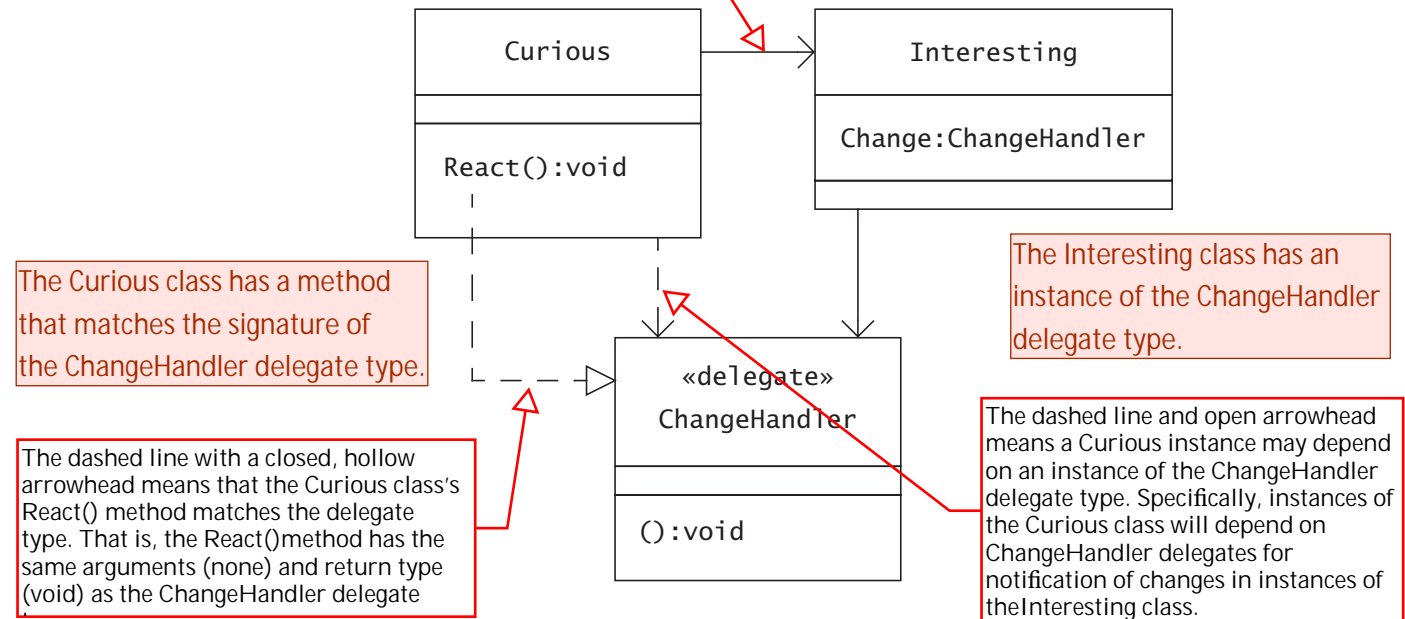 Curious
Interesting
Change:ChangeHandler
React():void
The Curious class has a method
that matches the signature of
the ChangeHandler delegate type.
The Interesting class has an
instance of the ChangeHandler
delegate type.
«delegate»
ChangeHandler
():void
The dashed line with a closed, hollow
arrowhead means that the Curious class's
React() method matches the delegate
type. That is, the React()method has the
same arguments (none) and return type
(void) as the ChangeHandler delegate
The dashed line and open arrowhead
means a Curious instance may depend
on an instance of the ChangeHandler
delegate type. Specifically, instances of
the Curious class will depend on
ChangeHandler delegates for
notification of changes in instances of
theInteresting class.